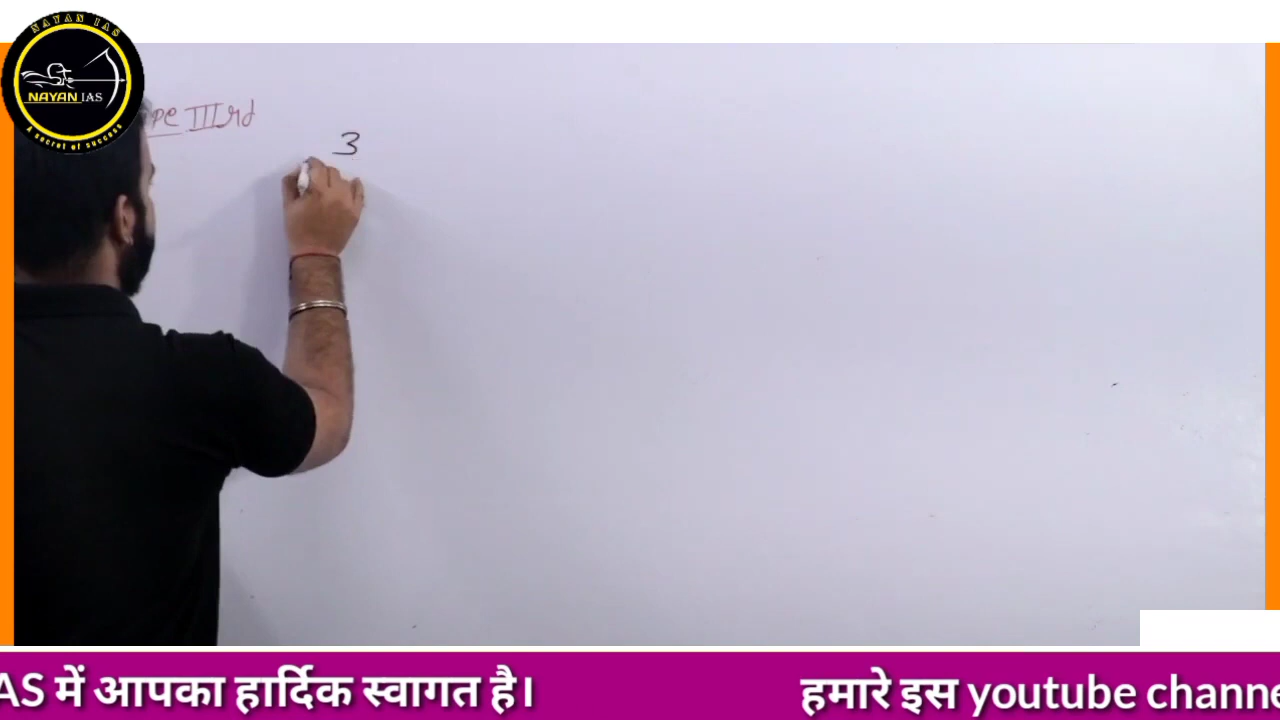 NAYAN IAS
NAYAN IAS
A secret of success
pe IIIrd
3
AS में आपका हार्दिक स्वागत है। हमारे इस youtube channe